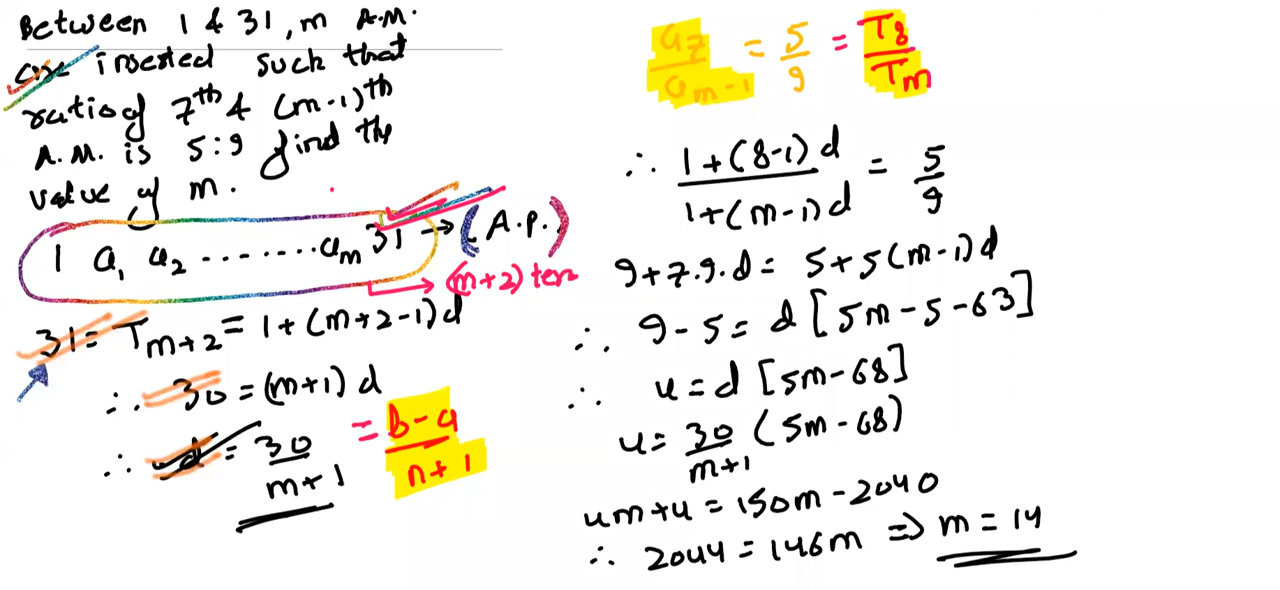 Between 1 & 31, m A.M.
are inserted such that
ratio of 7th & (m-1)th
A.M. is 5:9 find the
value of m.
1 a₁ a₂ ........ am 31 → (A.P.)
→ (m+2) term
31 = Tm+2 = 1+(m+2-1)d
∴ 30 = (m+1) d
∴ d = 30/m+1 = b-a/n+1
a7/am-1 = 5/9 = T8/Tm
∴ 1+(8-1)d/1+(m-1)d = 5/9
9+7.9.d = 5+5(m-1)d
∴ 9-5 = d[5m-5-63]
∴ 4 = d[5m-68]
4 = 30/m+1 (5m-68)
4m+4 = 150m-2040
∴ 2044 = 146m ⇒ m = 14